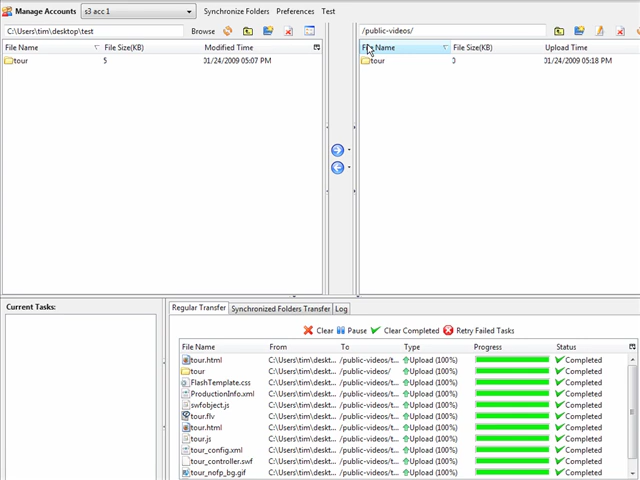 Manage Accounts s3 acc 1 Synchronize Folders Preferences Test
C:\Users\tim\desktop\test Browse
/public-videos/
File Name File Size(KB) Modified Time
File Name File Size(KB) Upload Time
tour 5 01/24/2009 05:07 PM
tour 0 01/24/2009 05:18 PM
Current Tasks:
Regular Transfer Synchronized Folders Transfer Log
Clear Pause Clear Completed Retry Failed Tasks
File Name From To Type Progress Status
tour.html C:\Users\tim\deskt... /public-videos/t... Upload (100%) Completed
tour C:\Users\tim\deskt... /public-videos/ Upload (100%) Completed
FlashTemplate.css C:\Users\tim\deskt... /public-videos/t... Upload (100%) Completed
ProductionInfo.xml C:\Users\tim\deskt... /public-videos/t... Upload (100%) Completed
swfobject.js C:\Users\tim\deskt... /public-videos/t... Upload (100%) Completed
tour.flv C:\Users\tim\deskt... /public-videos/t... Upload (100%) Completed
tour.html C:\Users\tim\deskt... /public-videos/t... Upload (100%) Completed
tour.js C:\Users\tim\deskt... /public-videos/t... Upload (100%) Completed
tour_config.xml C:\Users\tim\deskt... /public-videos/t... Upload (100%) Completed
tour_controller.swf C:\Users\tim\deskt... /public-videos/t... Upload (100%) Completed
tour_nofp_bg.gif C:\Users\tim\deskt... /public-videos/t... Upload (100%) Completed